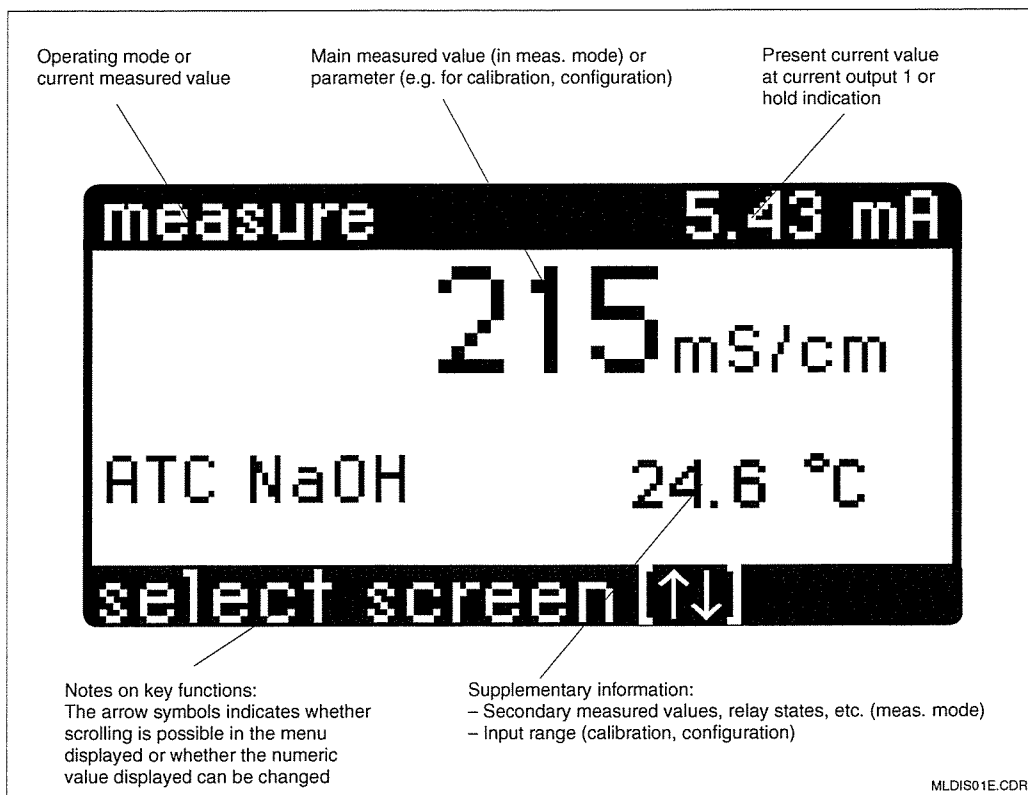 Operating mode or
current measured value
Main measured value (in meas. mode) or
parameter (e.g. for calibration, configuration)
Present current value
at current output 1 or
hold indication
measure 5.43 mA
215 mS/cm
ATC NaOH 24.6 °C
select screen [↑↓]
Notes on key functions:
The arrow symbols indicates whether
scrolling is possible in the menu
displayed or whether the numeric
value displayed can be changed
Supplementary information:
– Secondary measured values, relay states, etc. (meas. mode)
– Input range (calibration, configuration)
MLDIS01E.CDR